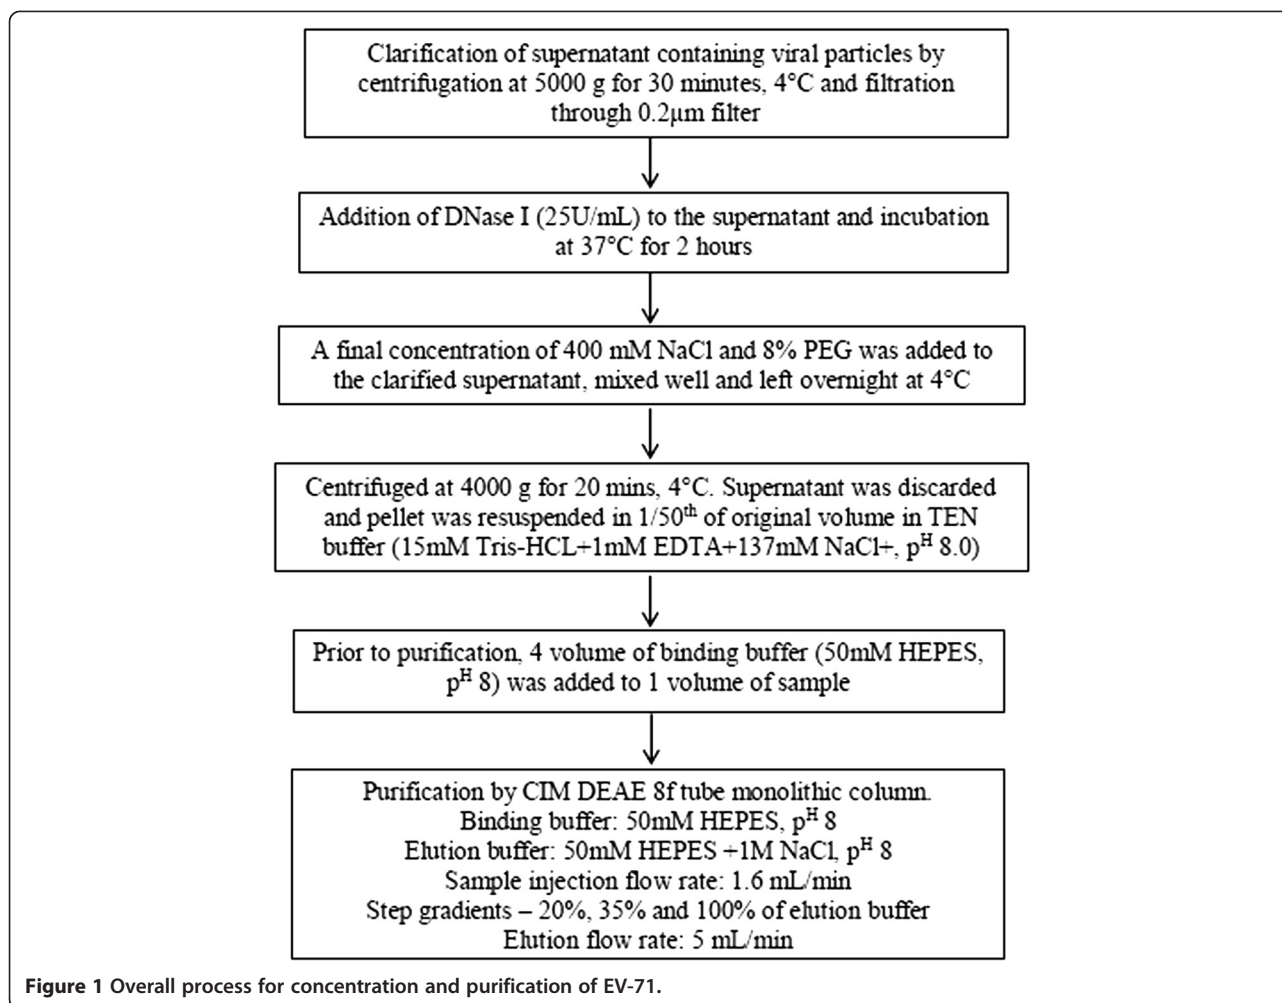 Clarification of supernatant containing viral particles by
centrifugation at 5000 g for 30 minutes, 4°C and filtration
through 0.2µm filter
Addition of DNase I (25U/mL) to the supernatant and incubation
at 37°C for 2 hours
A final concentration of 400 mM NaCl and 8% PEG was added to
the clarified supernatant, mixed well and left overnight at 4°C
Centrifuged at 4000 g for 20 mins, 4°C. Supernatant was discarded
and pellet was resuspended in 1/50th of original volume in TEN
buffer (15mM Tris-HCL+1mM EDTA+137mM NaCl+, pH 8.0)
Prior to purification, 4 volume of binding buffer (50mM HEPES,
pH 8) was added to 1 volume of sample
Purification by CIM DEAE 8f tube monolithic column.
Binding buffer: 50mM HEPES, pH 8
Elution buffer: 50mM HEPES +1M NaCl, pH 8
Sample injection flow rate: 1.6 mL/min
Step gradients – 20%, 35% and 100% of elution buffer
Elution flow rate: 5 mL/min
Figure 1 Overall process for concentration and purification of EV-71.